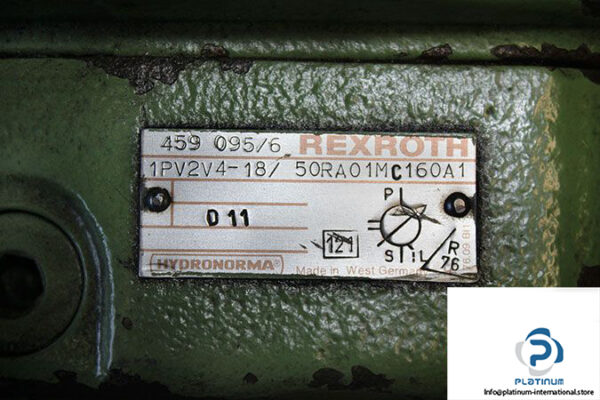 459 095/6 REXROTH
1PV2V4-18/ 50RA01MC160A1
P
D 11
121
S L
R
76
HYDRONORMA
Made in West Germany
PLATINUM
Info@platinum-international.store